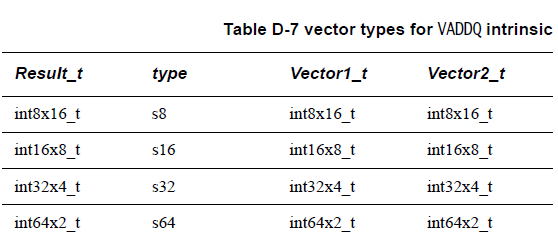 Table D-7 vector types for VADDQ intrinsic
Result_t type Vector1_t Vector2_t
int8x16_t s8 int8x16_t int8x16_t
int16x8_t s16 int16x8_t int16x8_t
int32x4_t s32 int32x4_t int32x4_t
int64x2_t s64 int64x2_t int64x2_t